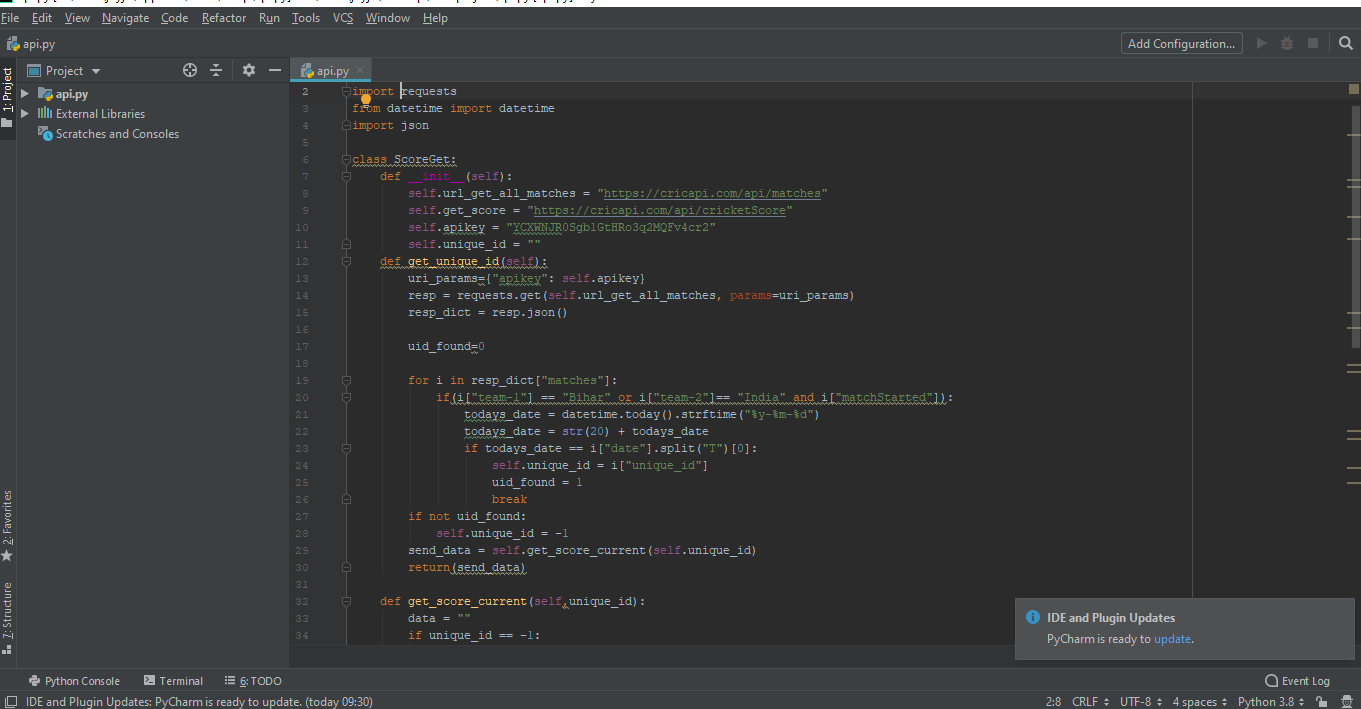 File Edit View Navigate Code Refactor Run Tools VCS Window Help
api.py
Add Configuration...
1: Project
Project
api.py
External Libraries
Scratches and Consoles
api.py
2 import requests
3 from datetime import datetime
4 import json
5
6 class ScoreGet:
7 def __init__(self):
8 self.url_get_all_matches = "https://cricapi.com/api/matches"
9 self.get_score = "https://cricapi.com/api/cricketScore"
10 self.apikey = "YCXWNJR0Sgb1GtHRo3q2MQFv4cr2"
11 self.unique_id = ""
12 def get_unique_id(self):
13 uri_params={"apikey": self.apikey}
14 resp = requests.get(self.url_get_all_matches, params=uri_params)
15 resp_dict = resp.json()
16
17 uid_found=0
18
19 for i in resp_dict["matches"]:
20 if(i["team-1"] == "Bihar" or i["team-2"]== "India" and i["matchStarted"]):
21 todays_date = datetime.today().strftime("%y-%m-%d")
22 todays_date = str(20) + todays_date
23 if todays_date == i["date"].split("T")[0]:
24 self.unique_id = i["unique_id"]
25 uid_found = 1
26 break
27 if not uid_found:
28 self.unique_id = -1
29 send_data = self.get_score_current(self.unique_id)
30 return(send_data)
31
32 def get_score_current(self,unique_id):
33 data = ""
34 if unique_id == -1:
2: Favorites
7: Structure
IDE and Plugin Updates
PyCharm is ready to update.
Python Console Terminal 6: TODO Event Log
IDE and Plugin Updates: PyCharm is ready to update. (today 09:30) 2:8 CRLF UTF-8 4 spaces Python 3.8